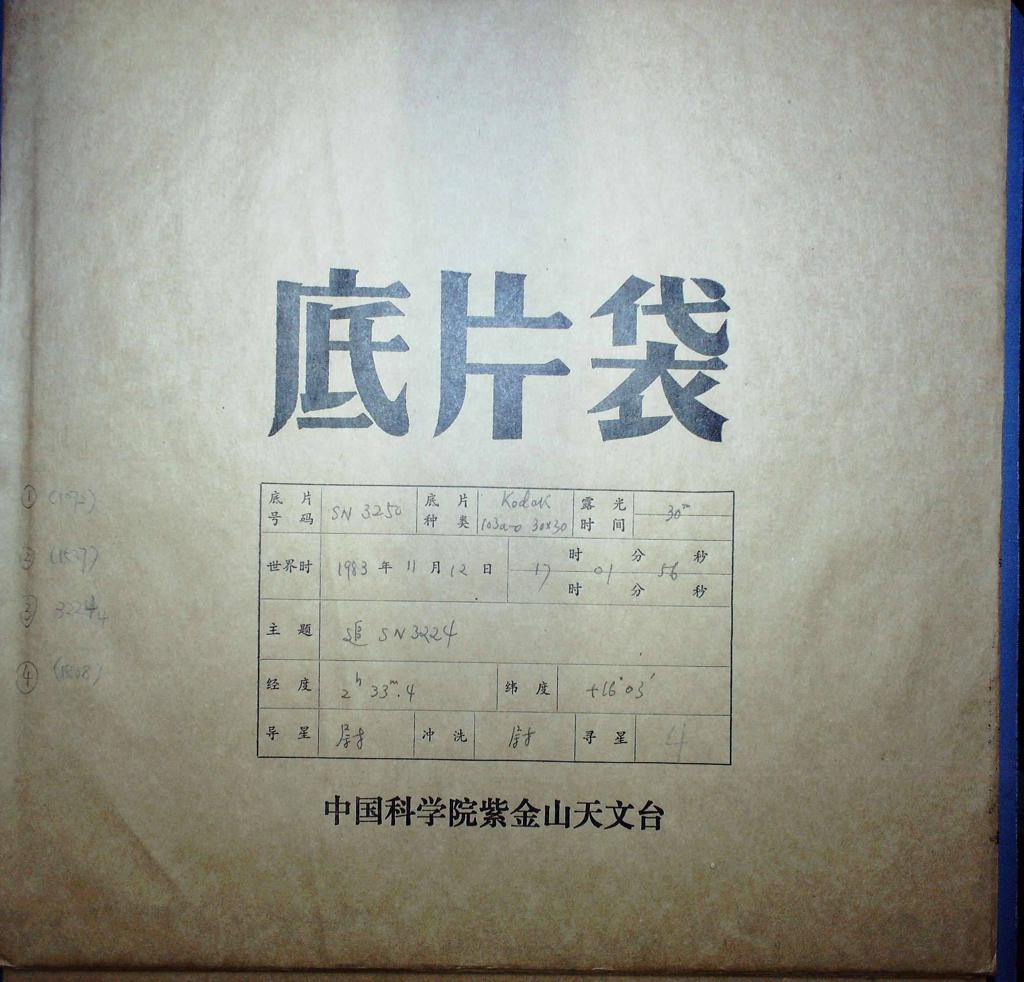 底片袋
底片号码 SN 3250 底片种类 Kodak 103a-o 30x30 露光时间 30ᵐ
世界时 1983 年 11 月 12 日 17 时 01 分 56 秒
时 分 秒
主题 追 SN3224
经度 2ʰ 33ᵐ.4 纬度 +16°03′
导星 冲洗 寻星 4
①
②
③ 3224
④
中国科学院紫金山天文台